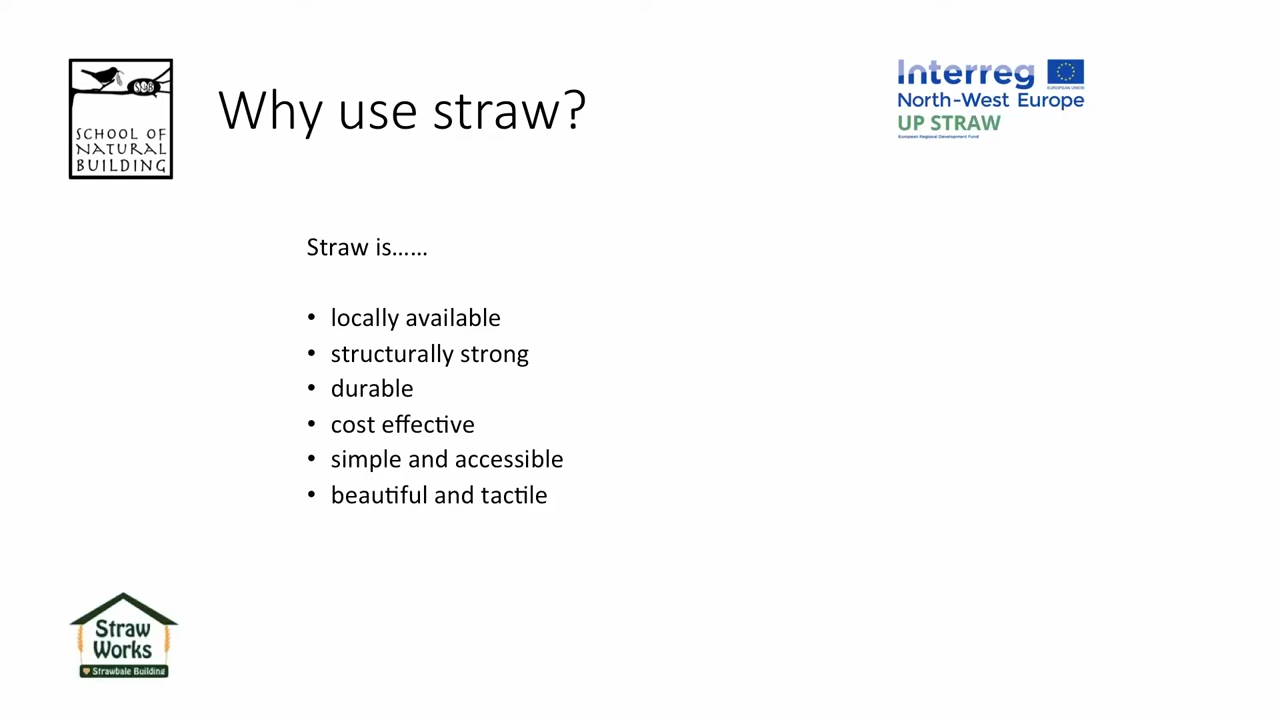 SCHOOL OF
NATURAL
BUILDING
Why use straw?
Interreg
EUROPEAN UNION
North-West Europe
UP STRAW
European Regional Development Fund
Straw is......
• locally available
• structurally strong
• durable
• cost effective
• simple and accessible
• beautiful and tactile
Straw
Works
Strawbale Building